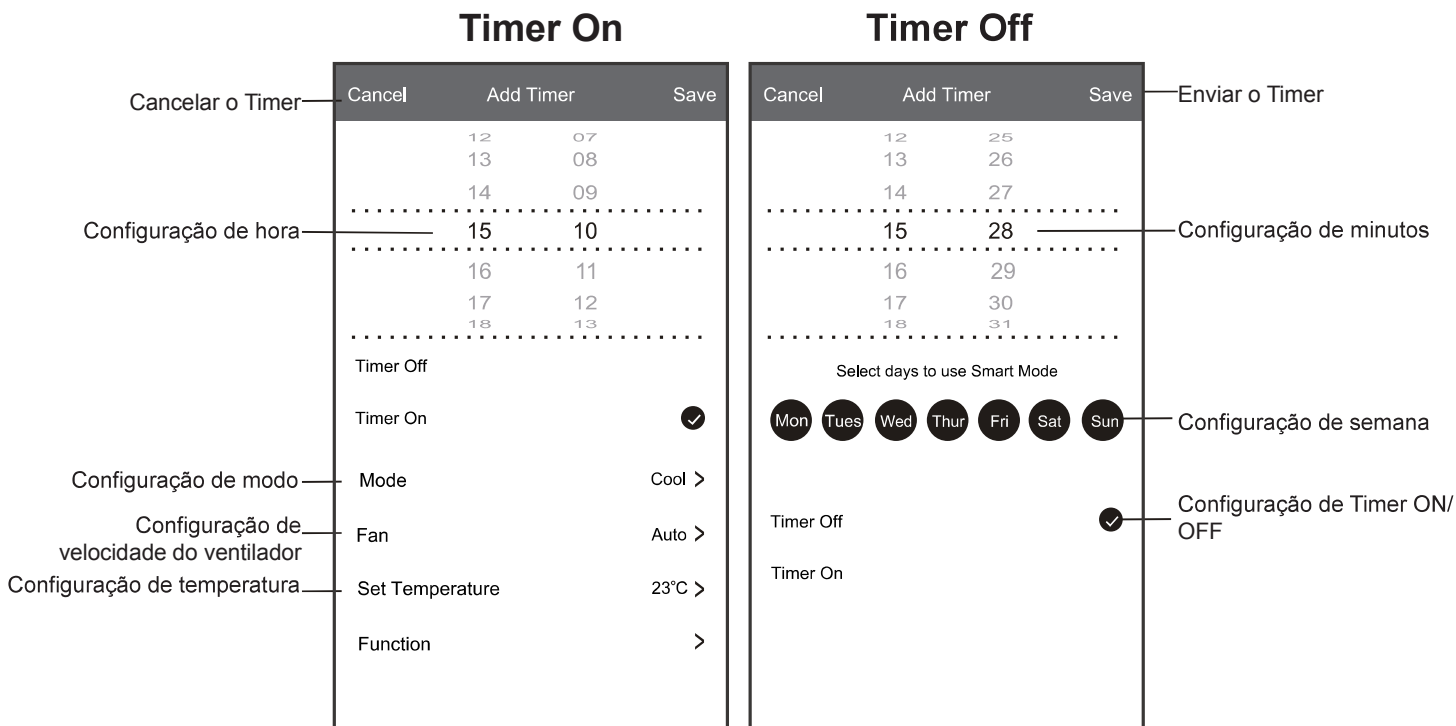 Timer On
Timer Off
Cancelar o Timer
Cancel Add Timer Save
12 07
13 08
14 09
Configuração de hora
15 10
16 11
17 12
18 13
Timer Off
Timer On
Configuração de modo
Mode Cool >
Configuração de
velocidade do ventilador
Fan Auto >
Configuração de temperatura
Set Temperature 23°C >
Function >
Cancel Add Timer Save
Enviar o Timer
12 25
13 26
14 27
15 28
Configuração de minutos
16 29
17 30
18 31
Select days to use Smart Mode
Mon Tues Wed Thur Fri Sat Sun
Configuração de semana
Timer Off
Configuração de Timer ON/
OFF
Timer On